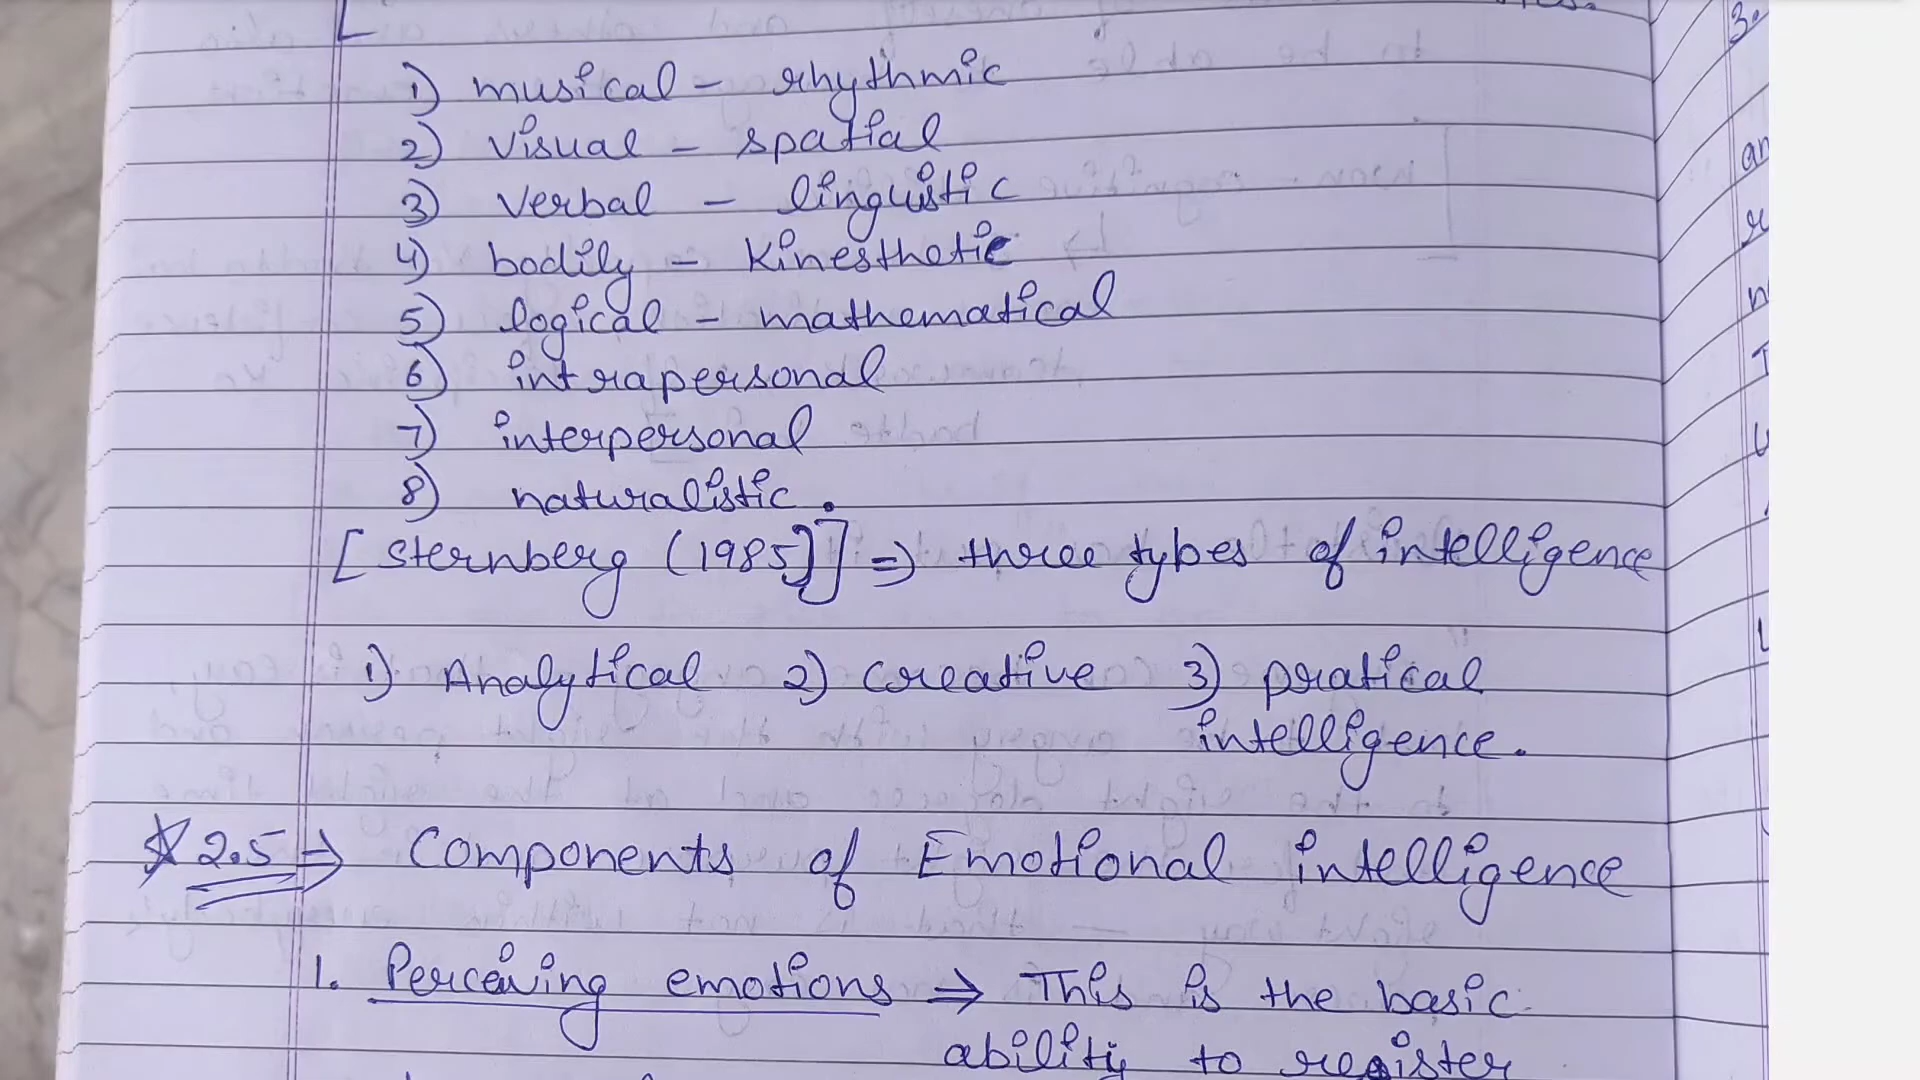 1) musical - rhythmic
2) visual - spatial
3) verbal - linguistic
4) bodily - Kinesthetic
5) logical - mathematical
6) intrapersonal
7) interpersonal
8) naturalistic.
[Sternberg (1985)] => three types of intelligence
1) Analytical 2) creative 3) pratical
intelligence.
☆ 2.5 => Components of Emotional intelligence
1. Perceiving emotions => This is the basic
ability to register